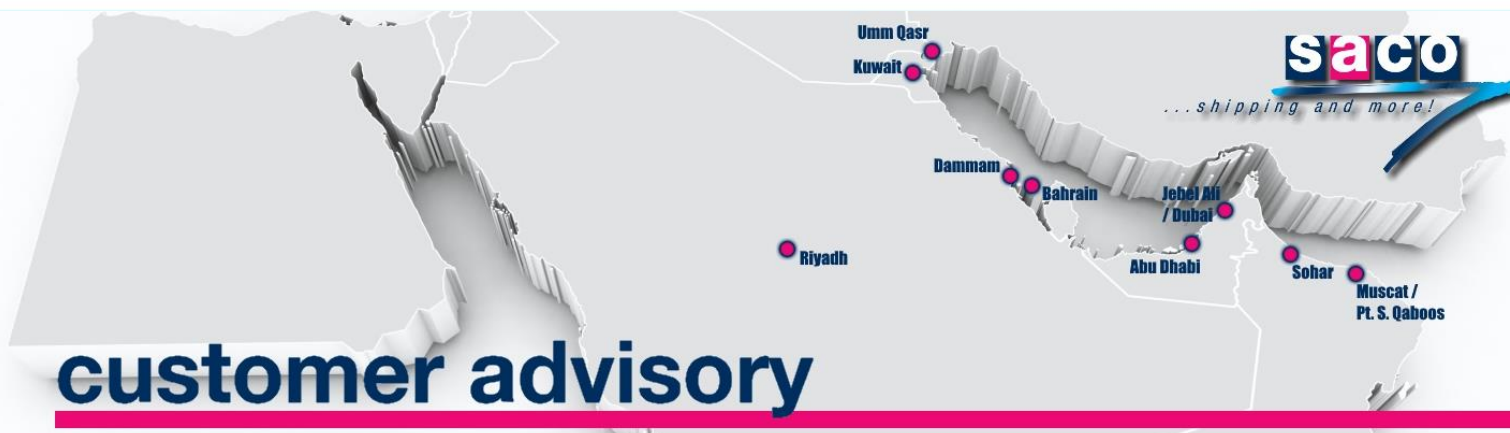 Umm Qasr
Kuwait
saco
...shipping and more!
Dammam
Bahrain
Jebel Ali
/ Dubai
Riyadh
Abu Dhabi
Sohar
Muscat /
Pt. S. Qaboos
customer advisory